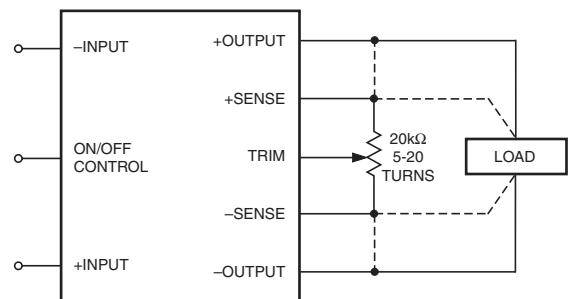 –INPUT
ON/OFF
CONTROL
+INPUT
+OUTPUT
+SENSE
TRIM
–SENSE
–OUTPUT
20kΩ
5-20
TURNS
LOAD